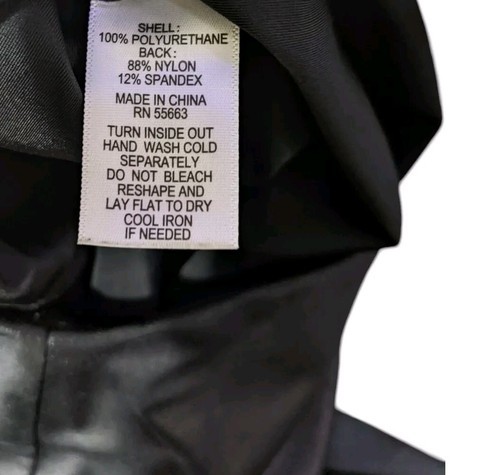 SHELL:
100% POLYURETHANE
BACK:
88% NYLON
12% SPANDEX
MADE IN CHINA
RN 55663
TURN INSIDE OUT
HAND WASH COLD
SEPARATELY
DO NOT BLEACH
RESHAPE AND
LAY FLAT TO DRY
COOL IRON
IF NEEDED